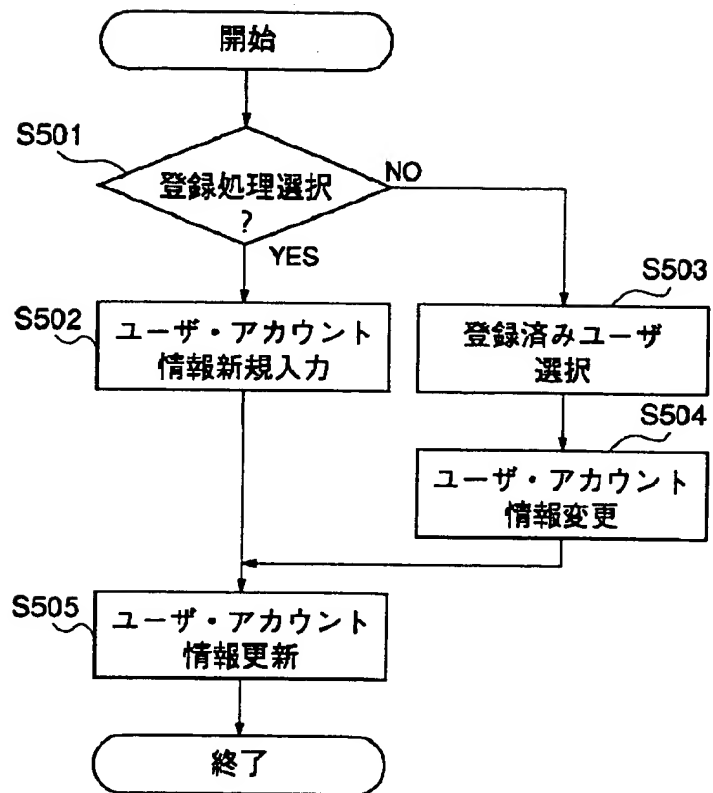 開始
S501
登録処理選択
?
NO
YES
S502
ユーザ・アカウント
情報新規入力
S503
登録済みユーザ
選択
S504
ユーザ・アカウント
情報変更
S505
ユーザ・アカウント
情報更新
終了